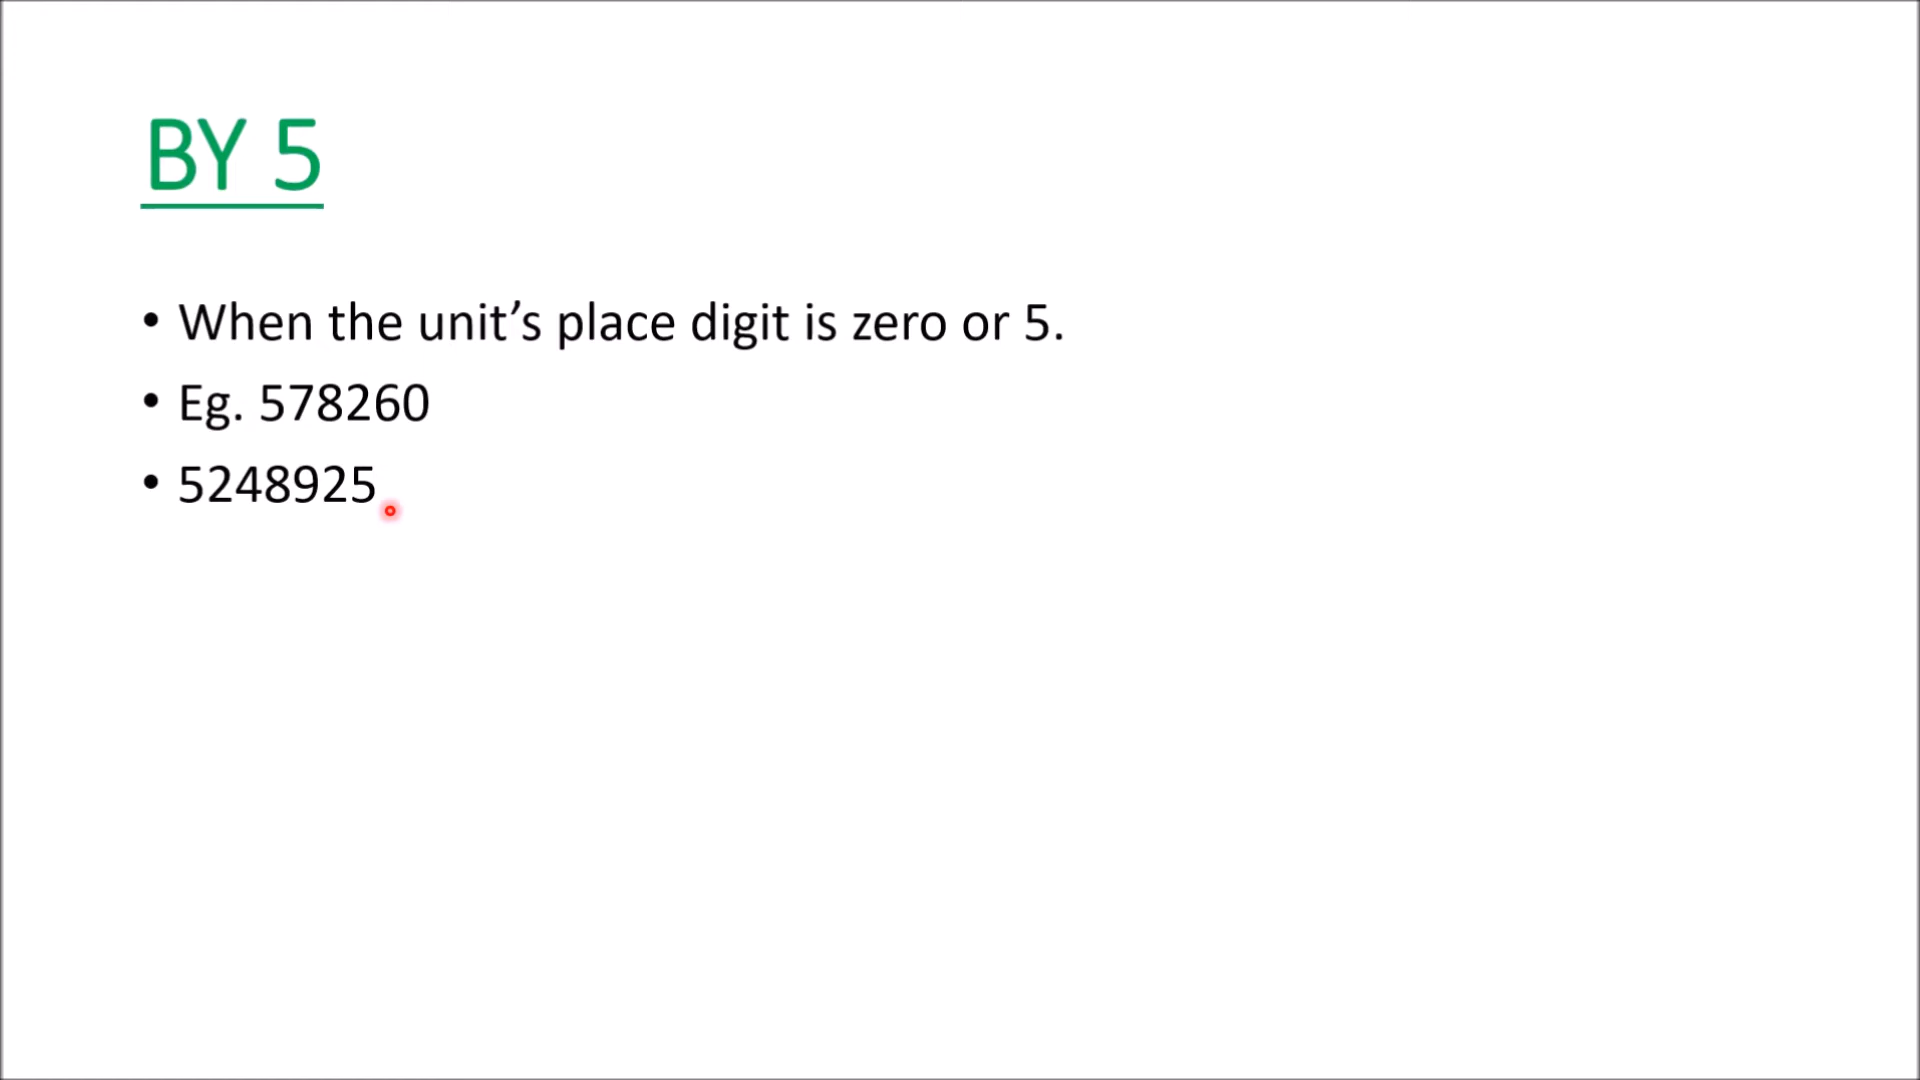 BY 5
• When the unit’s place digit is zero or 5.
• Eg. 578260
• 5248925